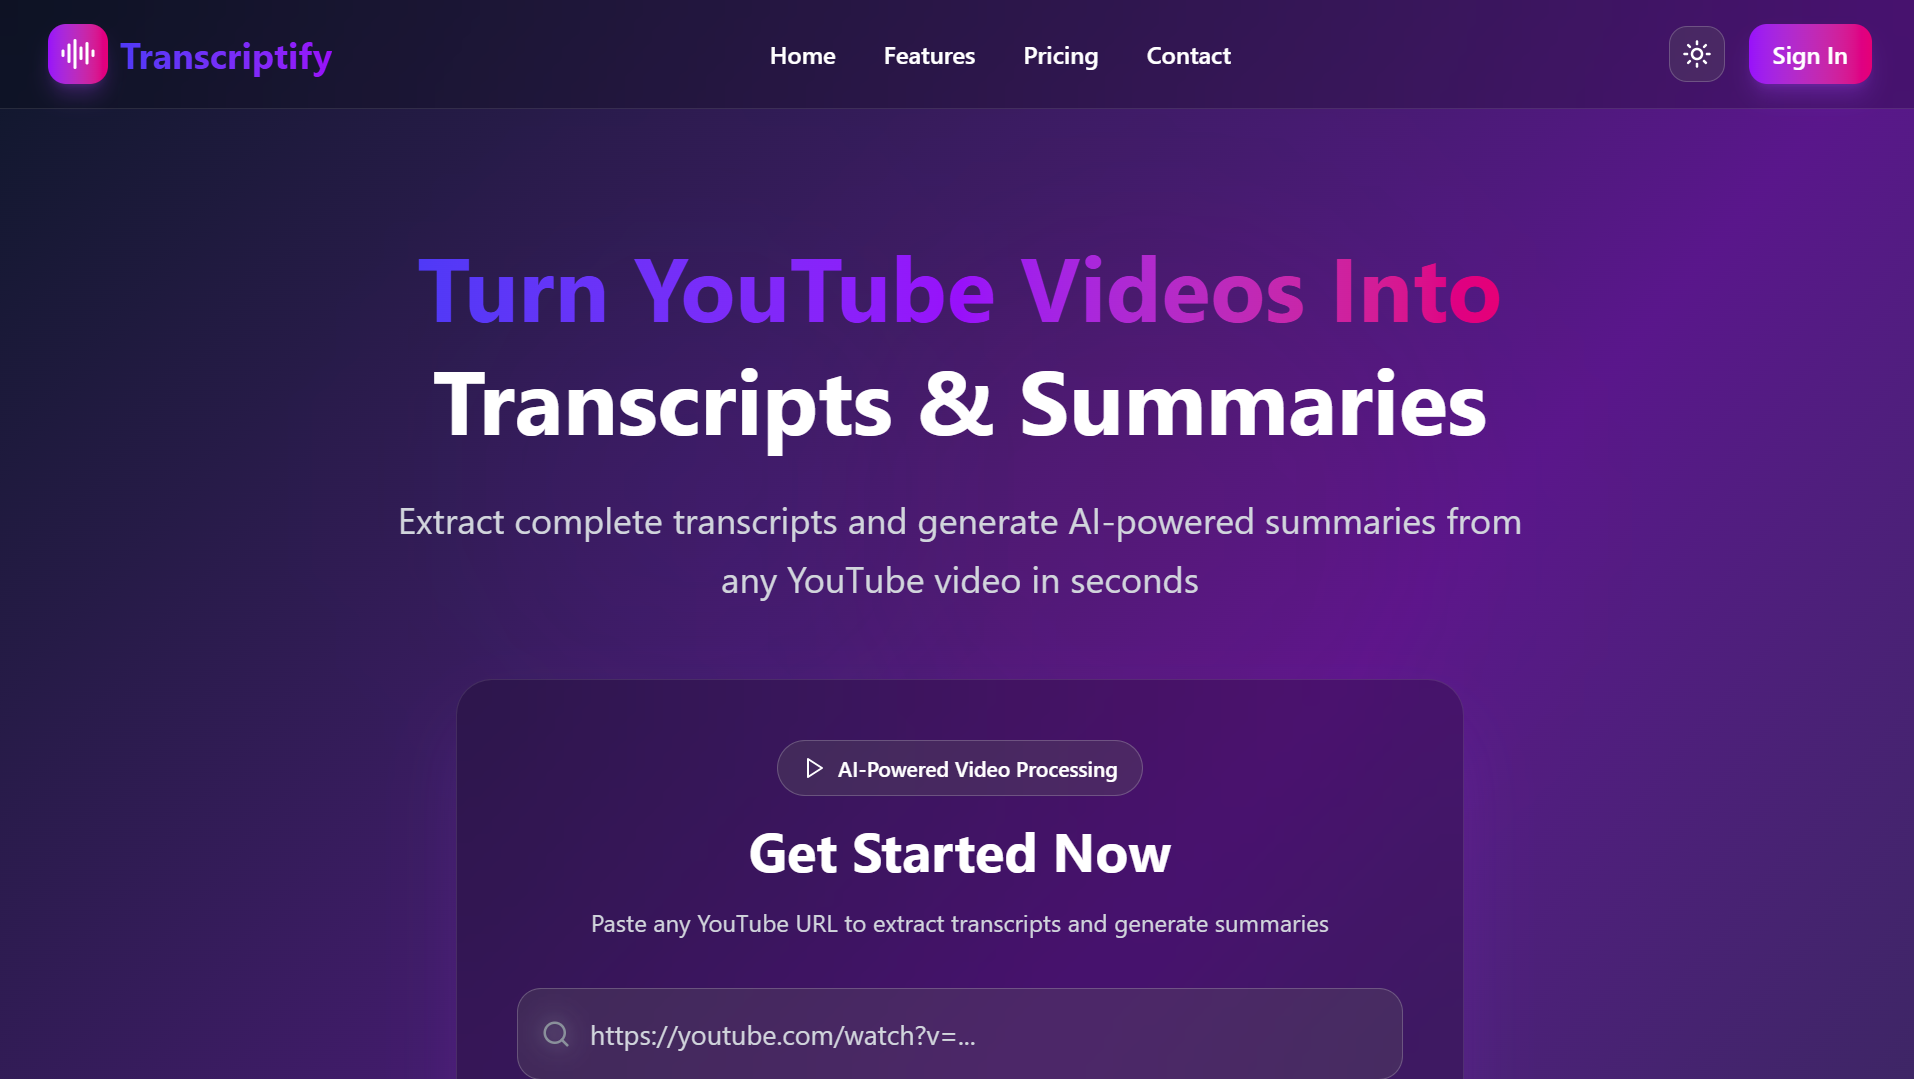 Transcriptify
Home
Features
Pricing
Contact
Sign In
Turn YouTube Videos Into
Transcripts & Summaries
Extract complete transcripts and generate AI-powered summaries from
any YouTube video in seconds
AI-Powered Video Processing
Get Started Now
Paste any YouTube URL to extract transcripts and generate summaries
https://youtube.com/watch?v=...